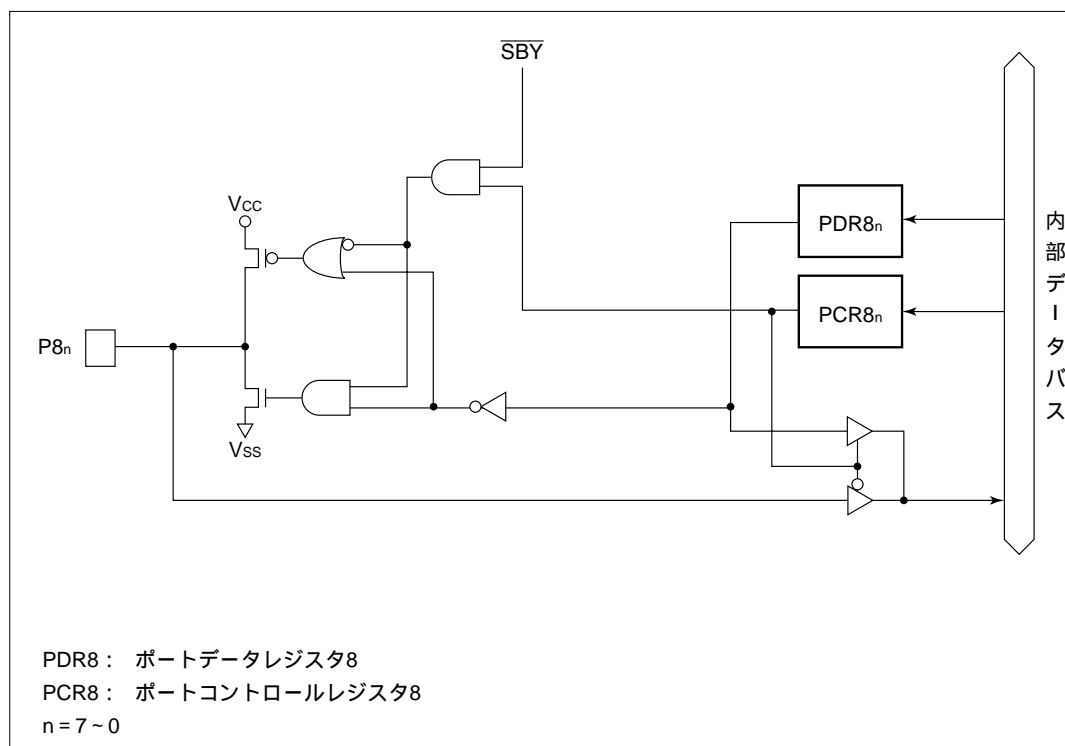 SBY
VCC
PDR8n
PCR8n
内部データバス
P8n
VSS
PDR8： ポートデータレジスタ8
PCR8： ポートコントロールレジスタ8
n = 7 ~ 0